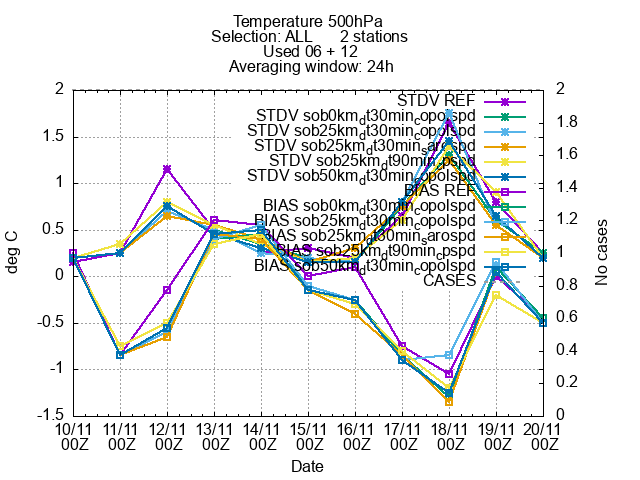 Temperature 500hPa
Selection: ALL 2 stations
Used 06 + 12
Averaging window: 24h
STDV REF
STDV sob0km_dt30min_copolspd
STDV sob25km_dt30min_copolspd
STDV sob25km_dt30min_sarospd
STDV sob25km_dt90min_cpspd
STDV sob50km_dt30min_copolspd
BIAS REF
BIAS sob0km_dt30min_copolspd
BIAS sob25km_dt30min_copolspd
BIAS sob25km_dt30min_sarospd
BIAS sob25km_dt90min_cpspd
BIAS sob50km_dt30min_copolspd
CASES
deg C
2
1.5
1
0.5
0
-0.5
-1
-1.5
No cases
2
1.8
1.6
1.4
1.2
1
0.8
0.6
0.4
0.2
0
10/11 11/11 12/11 13/11 14/11 15/11 16/11 17/11 18/11 19/11 20/11
00Z 00Z 00Z 00Z 00Z 00Z 00Z 00Z 00Z 00Z 00Z
Date